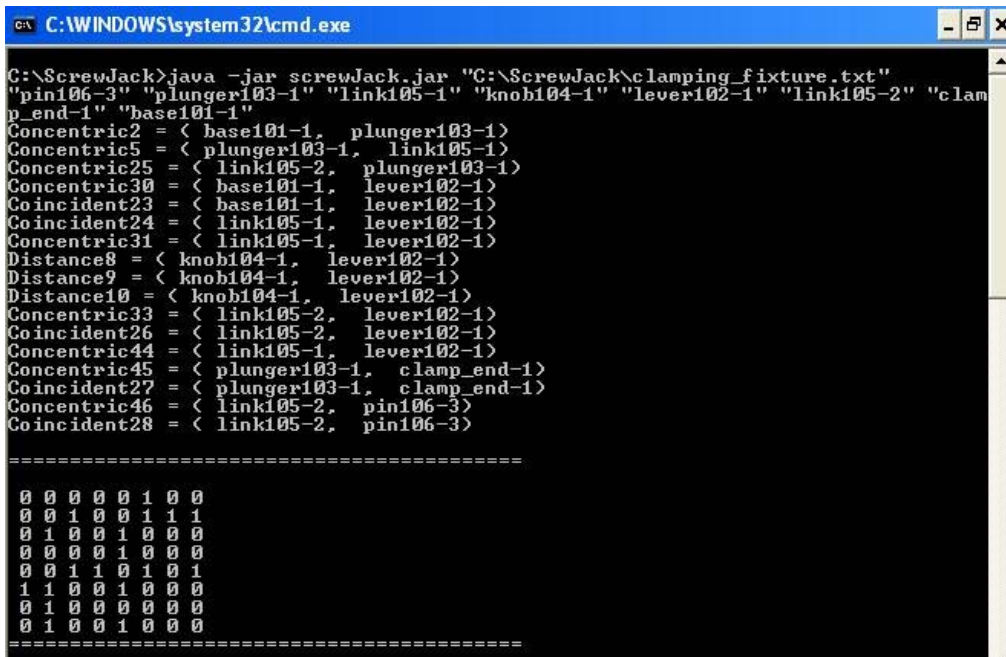 C:\WINDOWS\system32\cmd.exe
C:\ScrewJack>java -jar screwJack.jar "C:\ScrewJack\clamping_fixture.txt"
"pin106-3" "plunger103-1" "link105-1" "knob104-1" "lever102-1" "link105-2" "clam
p_end-1" "base101-1"
Concentric2 = ( base101-1, plunger103-1)
Concentric5 = ( plunger103-1, link105-1)
Concentric25 = ( link105-2, plunger103-1)
Concentric30 = ( base101-1, lever102-1)
Coincident23 = ( base101-1, lever102-1)
Coincident24 = ( link105-1, lever102-1)
Concentric31 = ( link105-1, lever102-1)
Distance8 = ( knob104-1, lever102-1)
Distance9 = ( knob104-1, lever102-1)
Distance10 = ( knob104-1, lever102-1)
Concentric33 = ( link105-2, lever102-1)
Coincident26 = ( link105-2, lever102-1)
Concentric44 = ( link105-1, lever102-1)
Concentric45 = ( plunger103-1, clamp_end-1)
Coincident27 = ( plunger103-1, clamp_end-1)
Concentric46 = ( link105-2, pin106-3)
Coincident28 = ( link105-2, pin106-3)
==========================================
0 0 0 0 0 1 0 0
0 0 1 0 0 1 1 1
0 1 0 0 1 0 0 0
0 0 0 0 1 0 0 0
0 0 1 1 0 1 0 1
1 1 0 0 1 0 0 0
0 1 0 0 0 0 0 0
0 1 0 0 1 0 0 0
==========================================